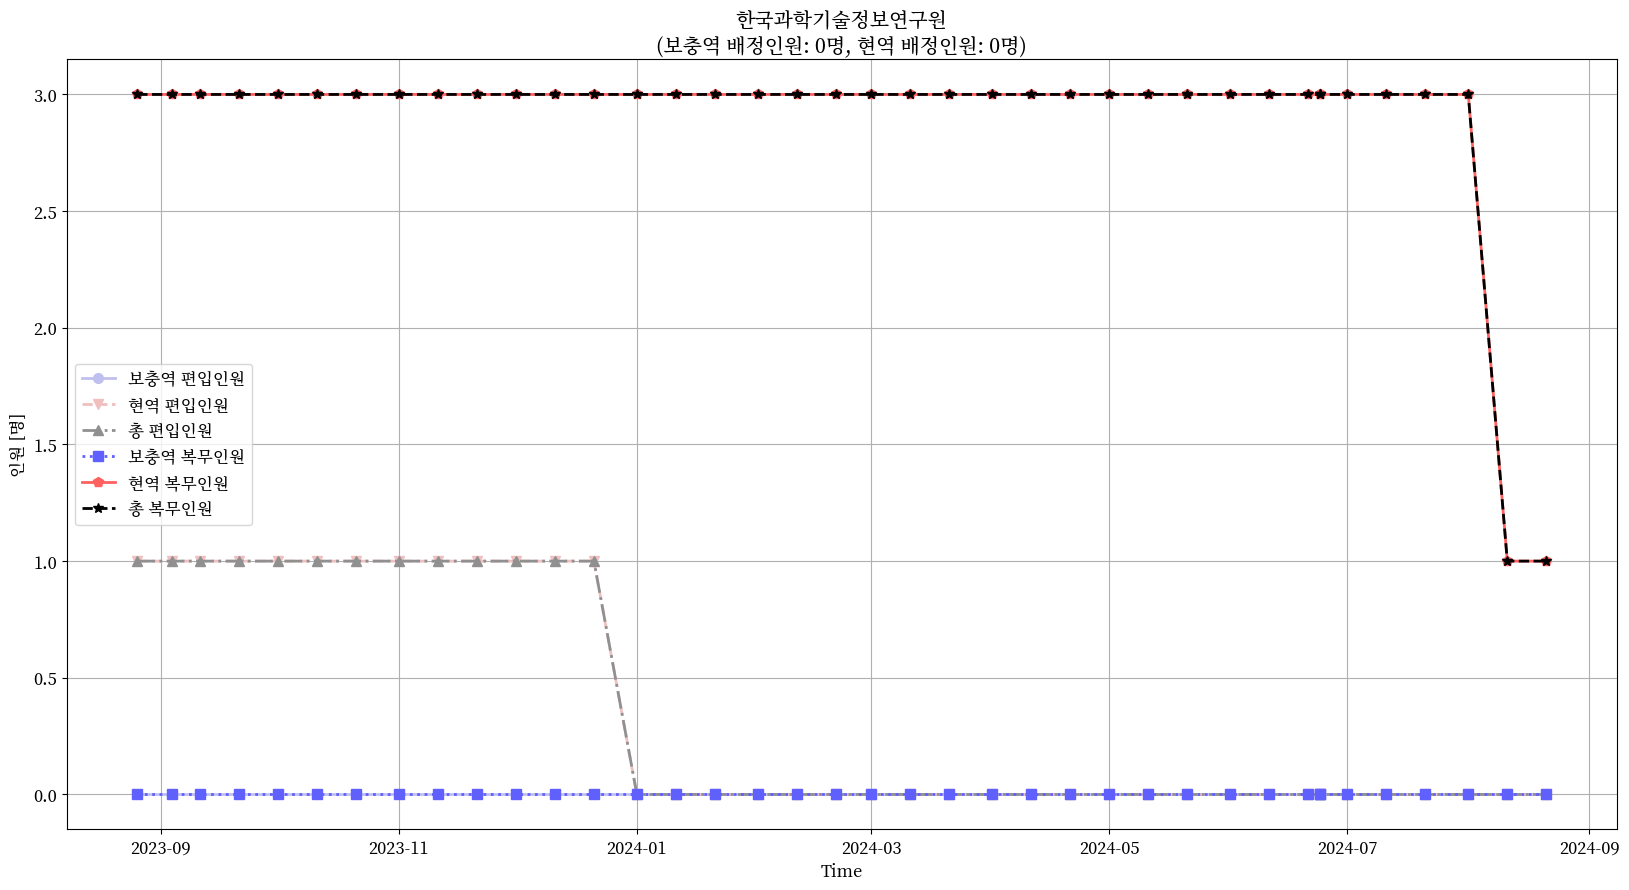 한국과학기술정보연구원
(보충역 배정인원: 0명, 현역 배정인원: 0명)
인원 [명]
3.0
2.5
2.0
1.5
1.0
0.5
0.0
보충역 편입인원
현역 편입인원
총 편입인원
보충역 복무인원
현역 복무인원
총 복무인원
2023-09 2023-11 2024-01 2024-03 2024-05 2024-07 2024-09
Time